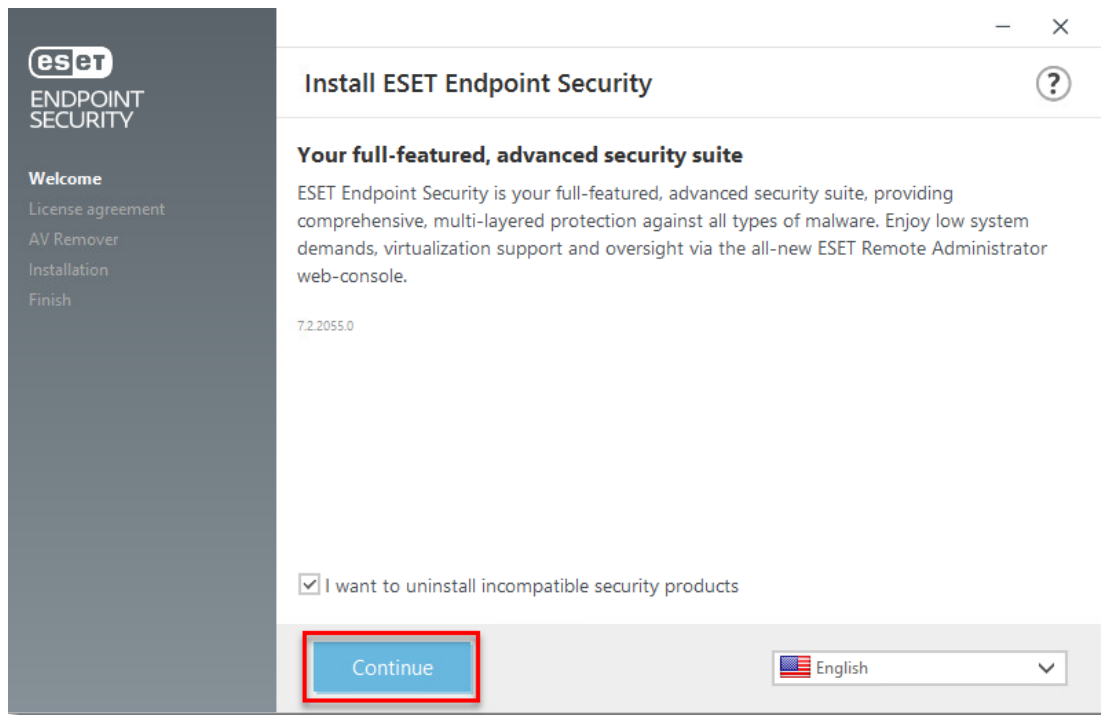 eset
ENDPOINT
SECURITY
Welcome
License agreement
AV Remover
Installation
Finish
Install ESET Endpoint Security
?
Your full-featured, advanced security suite
ESET Endpoint Security is your full-featured, advanced security suite, providing
comprehensive, multi-layered protection against all types of malware. Enjoy low system
demands, virtualization support and oversight via the all-new ESET Remote Administrator
web-console.
7.2.2055.0
I want to uninstall incompatible security products
Continue
English